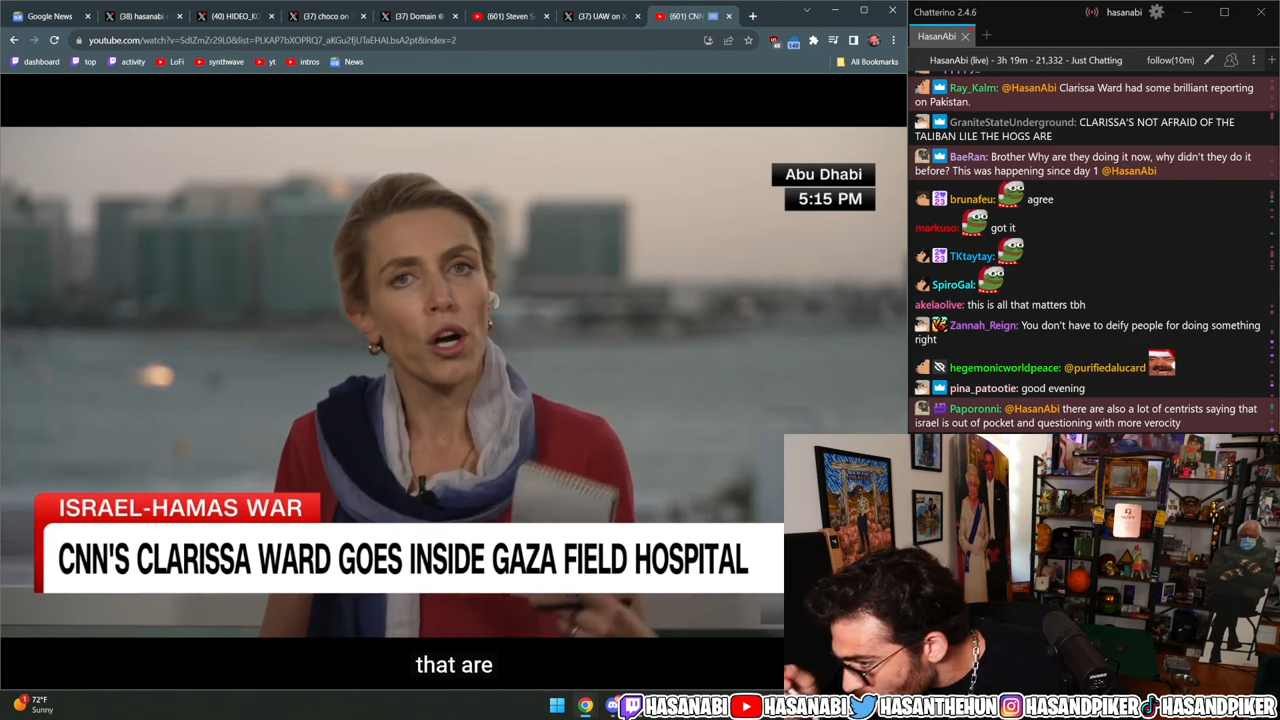 Google News
(38) hasanabi
(40) HIDEO_KO
(37) choco on
(37) Domain
(601) Steven S
(37) UAW on X
(601) CNN
Chatterino 2.4.6
hasanabi
youtube.com/watch?v=SdIZmZr29L0&list=PLKAP7bXOPRQ7_aKGu2fjUTaEHALbsA2pt&index=2
HasanAbi
dashboard
top
activity
LoFi
synthwave
yt
intros
News
All Bookmarks
HasanAbi (live) - 3h 19m - 21,332 - Just Chatting
follow(10m)
Ray_Kalm: @HasanAbi Clarissa Ward had some brilliant reporting
on Pakistan.
GraniteStateUnderground: CLARISSA'S NOT AFRAID OF THE
TALIBAN LILE THE HOGS ARE
BaeRan: Brother Why are they doing it now, why didn't they do it
before? This was happening since day 1 @HasanAbi
brunafeu: agree
markuso: got it
TKtaytay:
SpiroGal:
akelaolive: this is all that matters tbh
Zannah_Reign: You don't have to deify people for doing something
right
hegemonicworldpeace: @purifiedalucard
pina_patootie: good evening
Paporonni: @HasanAbi there are also a lot of centrists saying that
israel is out of pocket and questioning with more verocity
Abu Dhabi
5:15 PM
ISRAEL-HAMAS WAR
CNN'S CLARISSA WARD GOES INSIDE GAZA FIELD HOSPITAL
that are
72°F
Sunny
HASANABI
HASANABI
HASANTHEHUN
HASANDPIKER
HASANDPIKER